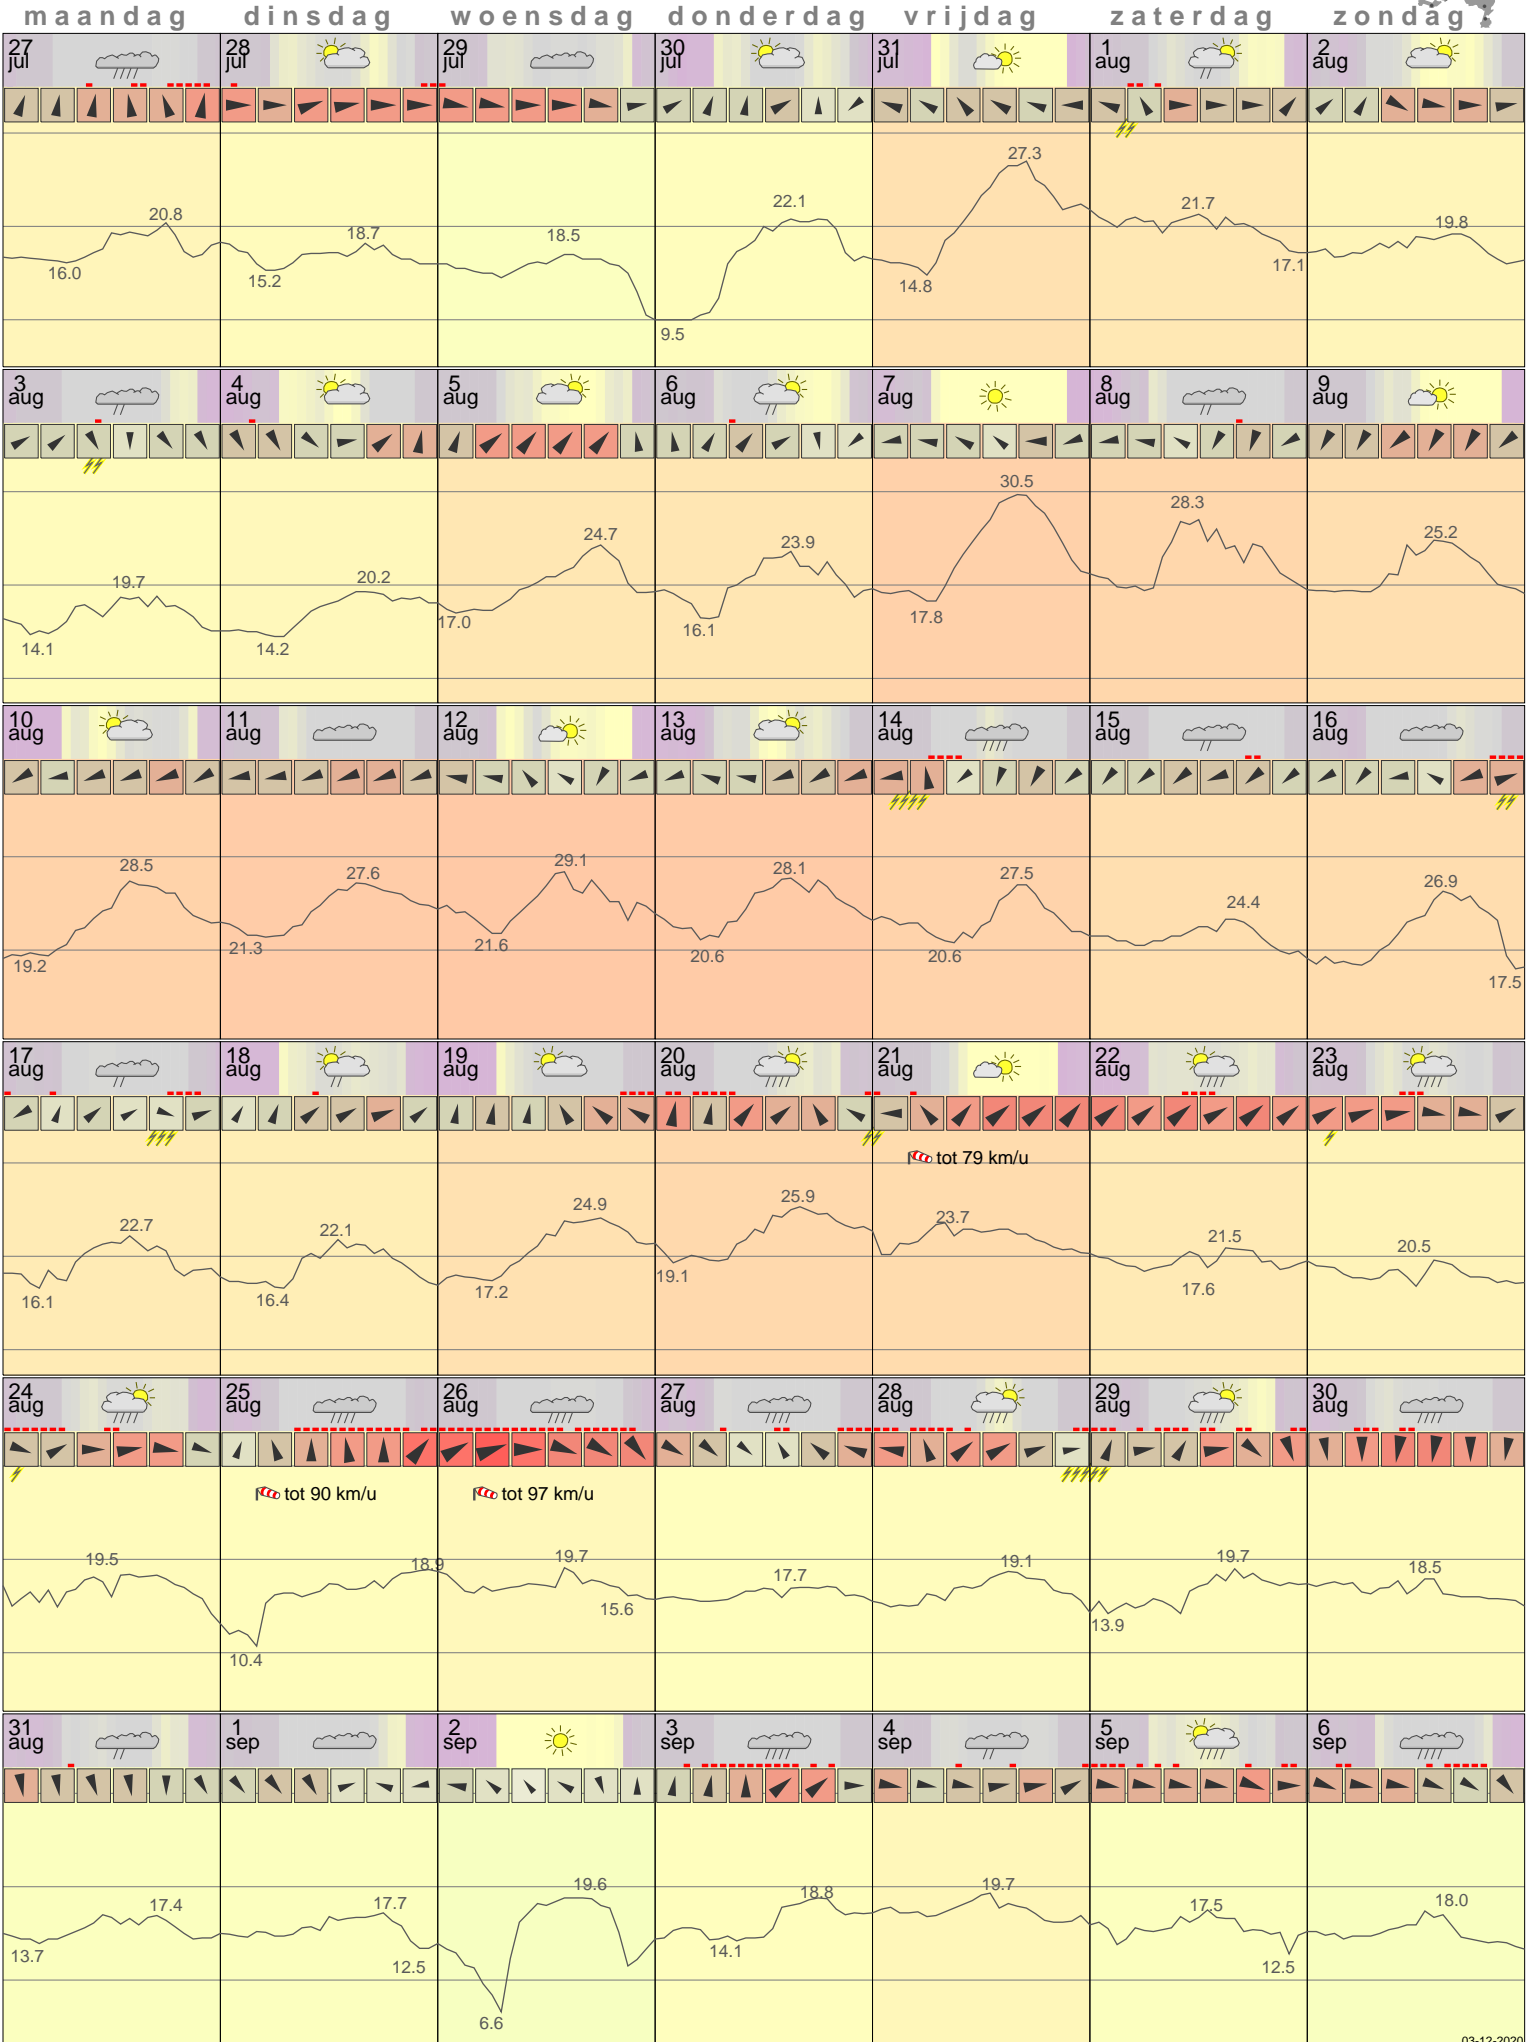 maandag dinsdag woensdag donderdag vrijdag zaterdag zondag
27 28 29 30 31 1 2
jul jul jul jul jul aug aug
27.3
22.1
20.8 21.7
18.7 18.5 19.8
16.0 15.2 14.8 17.1
9.5
3 4 5 6 7 8 9
aug aug aug aug aug aug aug
30.5
28.3
24.7 23.9 25.2
19.7 20.2
17.0 16.1 17.8
14.1 14.2
10 11 12 13 14 15 16
aug aug aug aug aug aug aug
28.5 27.6 29.1 28.1 27.5 26.9
24.4
19.2 21.3 21.6 20.6 20.6 17.5
17 18 19 20 21 22 23
aug aug aug aug aug aug aug
tot 79 km/u
24.9 25.9
22.7 22.1 23.7 21.5 20.5
19.1
16.1 16.4 17.2 17.6
24 25 26 27 28 29 30
aug aug aug aug aug aug aug
tot 90 km/u tot 97 km/u
19.5 18.9 19.7 17.7 19.1 19.7 18.5
15.6 13.9
10.4
31 1 2 3 4 5 6
aug sep sep sep sep sep sep
17.4 17.7 19.6 18.8 19.7 17.5 18.0
13.7 12.5 14.1 12.5
6.6
03-12-2020